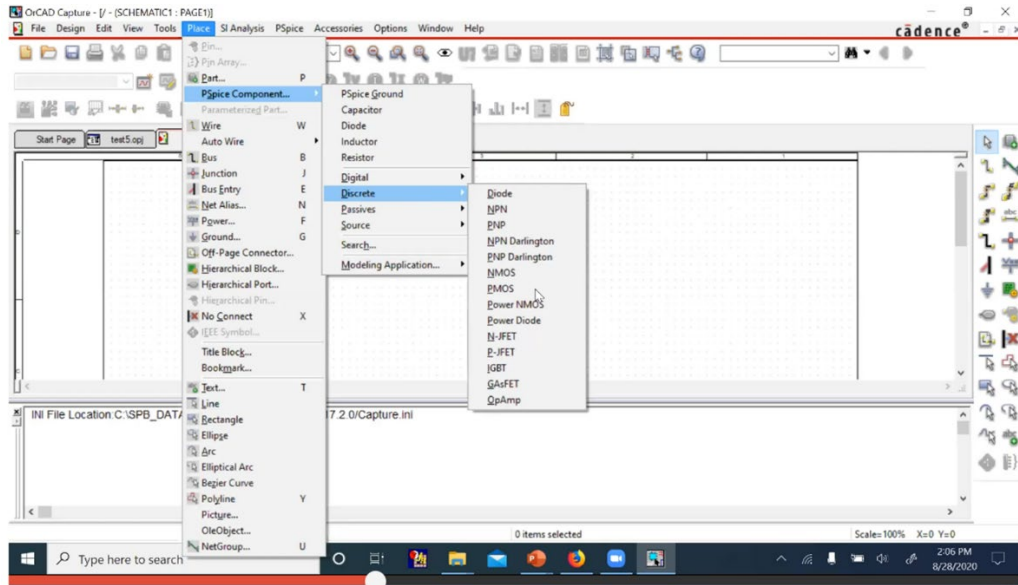 OrCAD Capture - [/ - (SCHEMATIC1 : PAGE1)]
File Design Edit View Tools Place SI Analysis PSpice Accessories Options Window Help
cādence®
Start Page test5.opj
Pin...
Pin Array...
Part... P
PSpice Component...
Parameterized Part...
Wire W
Auto Wire
Bus B
Junction J
Bus Entry E
Net Alias... N
Power... F
Ground... G
Off-Page Connector...
Hierarchical Block...
Hierarchical Port...
Hierarchical Pin...
No Connect X
IEEE Symbol...
Title Block...
Bookmark...
Text... T
Line
Rectangle
Ellipse
Arc
Elliptical Arc
Bezier Curve
Polyline Y
Picture...
OleObject...
NetGroup... U
PSpice Ground
Capacitor
Diode
Inductor
Resistor
Digital
Discrete
Passives
Source
Search...
Modeling Application...
Diode
NPN
PNP
NPN Darlington
PNP Darlington
NMOS
PMOS
Power NMOS
Power Diode
N-JFET
P-JFET
IGBT
GAsFET
OpAmp
INI File Location:C:\SPB_DATA
17.2.0/Capture.ini
0 items selected
Scale=100% X=0 Y=0
Type here to search
2:06 PM
8/28/2020